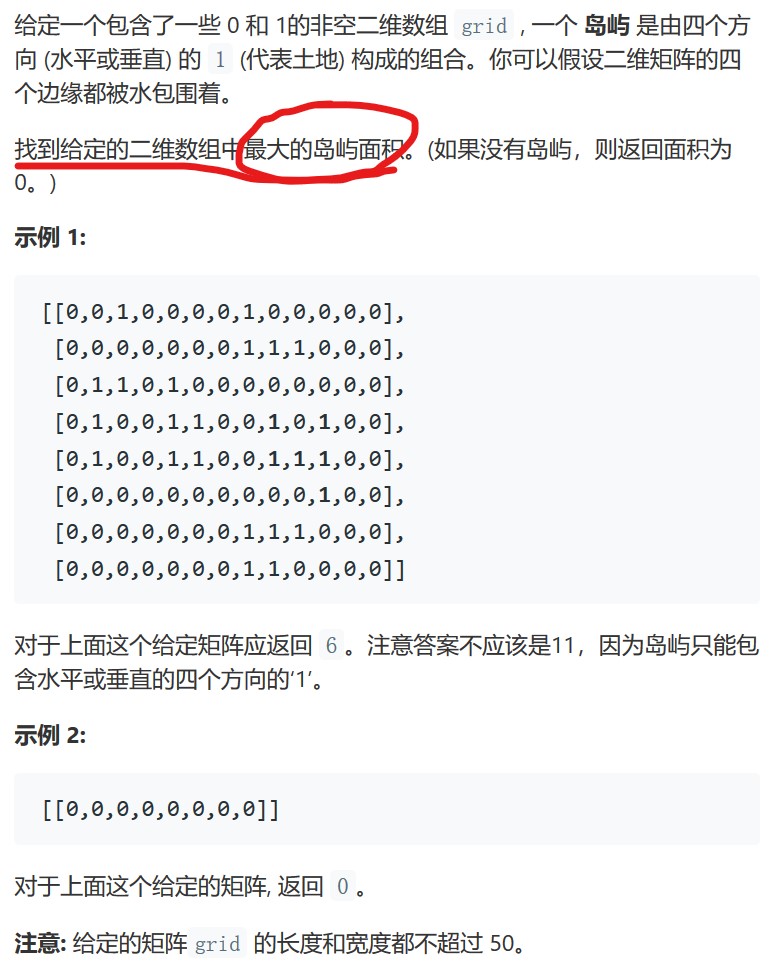 给定一个包含了一些 0 和 1的非空二维数组 grid , 一个 岛屿 是由四个方
向 (水平或垂直) 的 1 (代表土地) 构成的组合。你可以假设二维矩阵的四
个边缘都被水包围着。
找到给定的二维数组中最大的岛屿面积。(如果没有岛屿，则返回面积为
0。)
示例 1:
[[0,0,1,0,0,0,0,1,0,0,0,0,0],
[0,0,0,0,0,0,0,1,1,1,0,0,0],
[0,1,1,0,1,0,0,0,0,0,0,0,0],
[0,1,0,0,1,1,0,0,1,0,1,0,0],
[0,1,0,0,1,1,0,0,1,1,1,0,0],
[0,0,0,0,0,0,0,0,0,0,1,0,0],
[0,0,0,0,0,0,0,1,1,1,0,0,0],
[0,0,0,0,0,0,0,1,1,0,0,0,0]]
对于上面这个给定矩阵应返回 6。注意答案不应该是11，因为岛屿只能包
含水平或垂直的四个方向的‘1’。
示例 2:
[[0,0,0,0,0,0,0,0]]
对于上面这个给定的矩阵, 返回 0。
注意: 给定的矩阵grid 的长度和宽度都不超过 50。